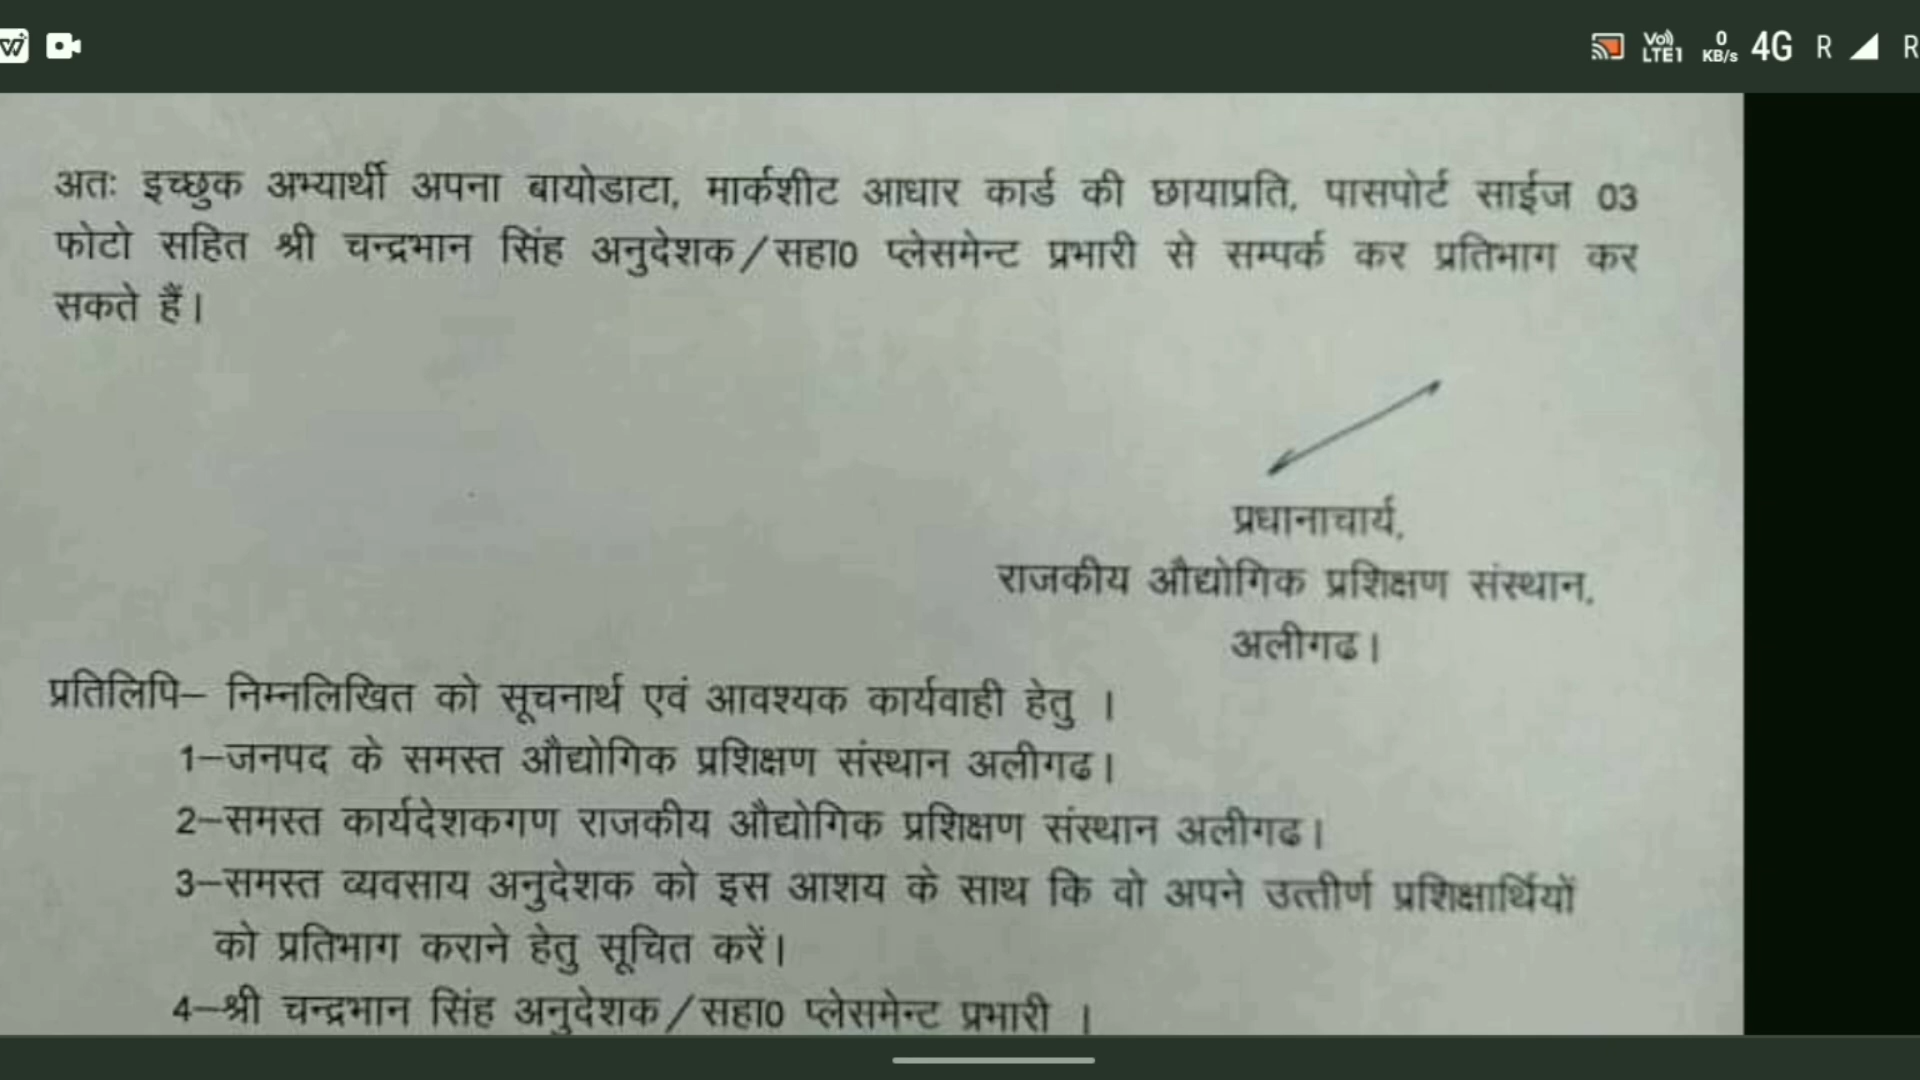 W
Vo) LTE1 0 KB/s 4G R R
अतः इच्छुक अभ्यार्थी अपना बायोडाटा, मार्कशीट आधार कार्ड की छायाप्रति, पासपोर्ट साईज 03
फोटो सहित श्री चन्द्रभान सिंह अनुदेशक/सहा0 प्लेसमेन्ट प्रभारी से सम्पर्क कर प्रतिभाग कर
सकते हैं।
प्रधानाचार्य,
राजकीय औद्योगिक प्रशिक्षण संस्थान,
अलीगढ।
प्रतिलिपि– निम्नलिखित को सूचनार्थ एवं आवश्यक कार्यवाही हेतु ।
1–जनपद के समस्त औद्योगिक प्रशिक्षण संस्थान अलीगढ।
2–समस्त कार्यदेशकगण राजकीय औद्योगिक प्रशिक्षण संस्थान अलीगढ।
3–समस्त व्यवसाय अनुदेशक को इस आशय के साथ कि वो अपने उत्तीर्ण प्रशिक्षार्थियों
को प्रतिभाग कराने हेतु सूचित करें।
4–श्री चन्द्रभान सिंह अनुदेशक/सहा0 प्लेसमेन्ट प्रभारी ।